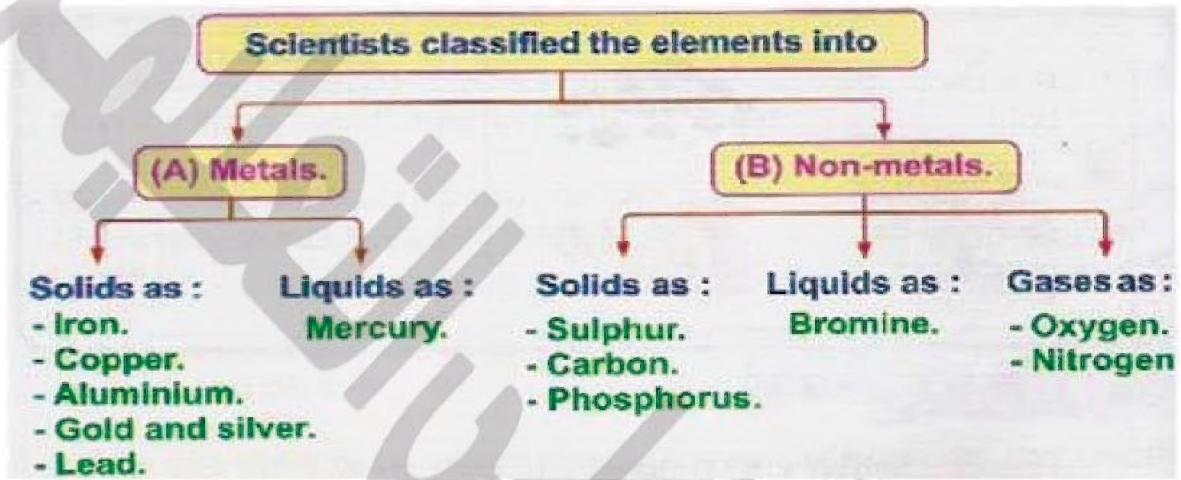 Scientists classified the elements into
(A) Metals.
(B) Non-metals.
Solids as :
- Iron.
- Copper.
- Aluminium.
- Gold and silver.
- Lead.
Liquids as :
Mercury.
Solids as :
- Sulphur.
- Carbon.
- Phosphorus.
Liquids as :
Bromine.
Gases as :
- Oxygen.
- Nitrogen